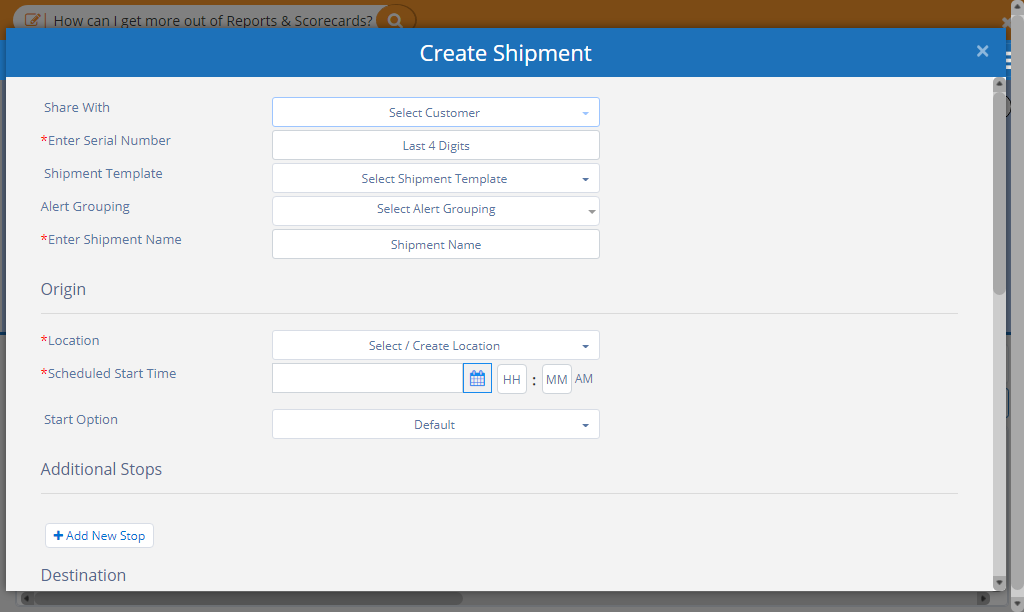 How can I get more out of Reports & Scorecards?
Create Shipment ×
Share With
Select Customer
*Enter Serial Number
Last 4 Digits
Shipment Template
Select Shipment Template
Alert Grouping
Select Alert Grouping
*Enter Shipment Name
Shipment Name
Origin
*Location
Select / Create Location
*Scheduled Start Time
HH : MM AM
Start Option
Default
Additional Stops
+ Add New Stop
Destination